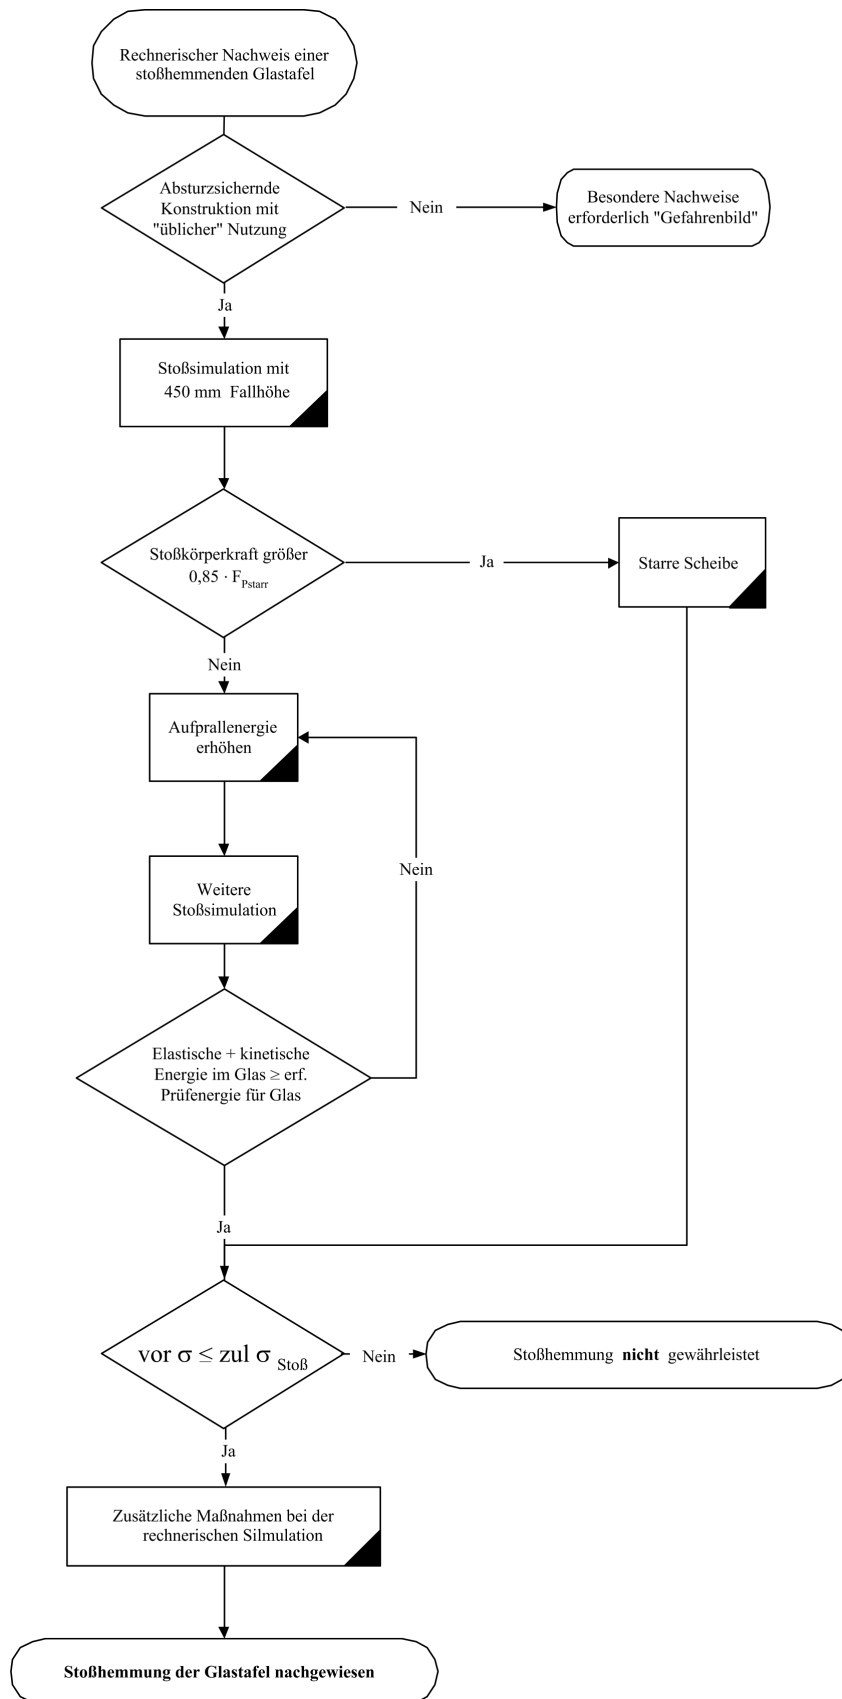 Rechnerischer Nachweis einer
stoßhemmenden Glastafel
Absturzsichernde
Konstruktion mit
"üblicher" Nutzung
Nein
Besondere Nachweise
erforderlich "Gefahrenbild"
Ja
Stoßsimulation mit
450 mm Fallhöhe
Stoßkörperkraft größer
0,85 · F_Pstarr
Ja
Starre Scheibe
Nein
Aufprallenergie
erhöhen
Nein
Weitere
Stoßsimulation
Elastische + kinetische
Energie im Glas ≥ erf.
Prüfenergie für Glas
Ja
vor σ ≤ zul σ Stoß
Nein
Stoßhemmung nicht gewährleistet
Ja
Zusätzliche Maßnahmen bei der
rechnerischen Silmulation
Stoßhemmung der Glastafel nachgewiesen